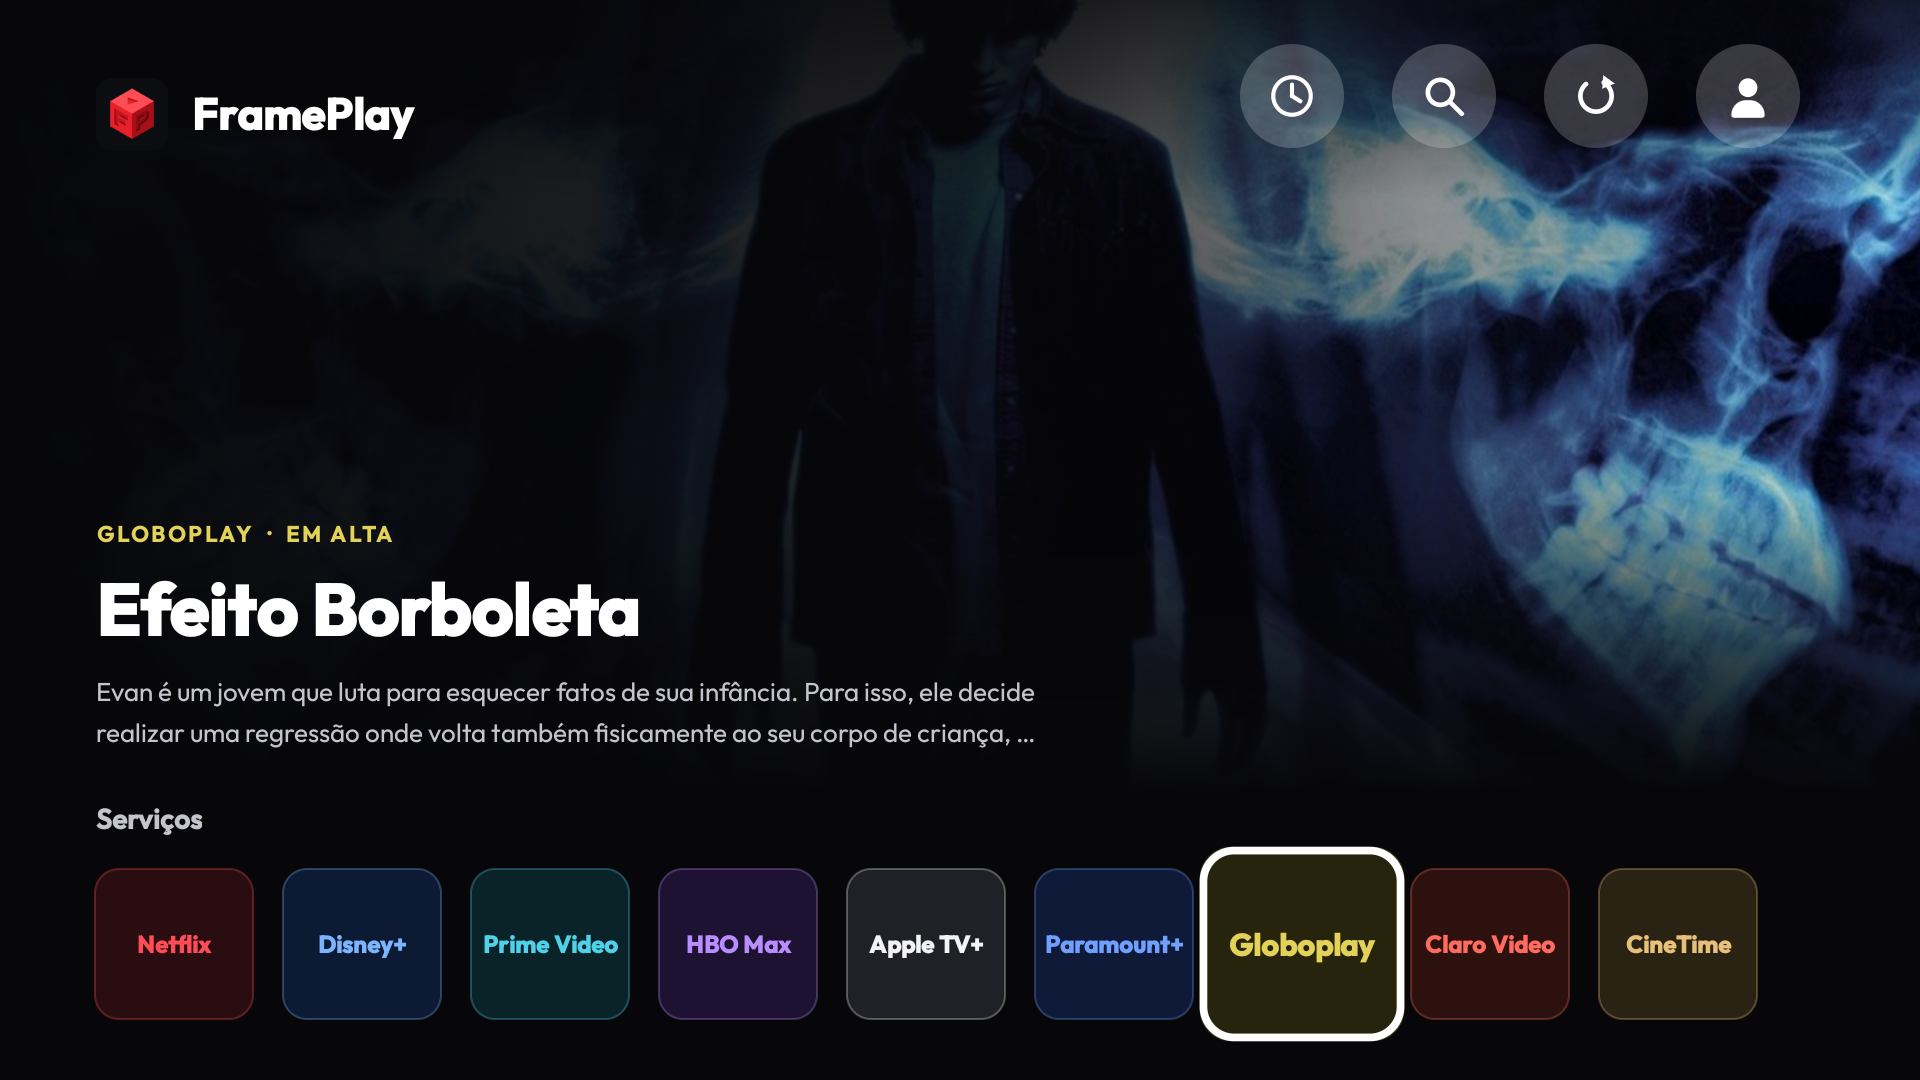 FramePlay
GLOBOPLAY · EM ALTA
Efeito Borboleta
Evan é um jovem que luta para esquecer fatos de sua infância. Para isso, ele decide
realizar uma regressão onde volta também fisicamente ao seu corpo de criança, ...
Serviços
Netflix
Disney+
Prime Video
HBO Max
Apple TV+
Paramount+
Globoplay
Claro Video
CineTime